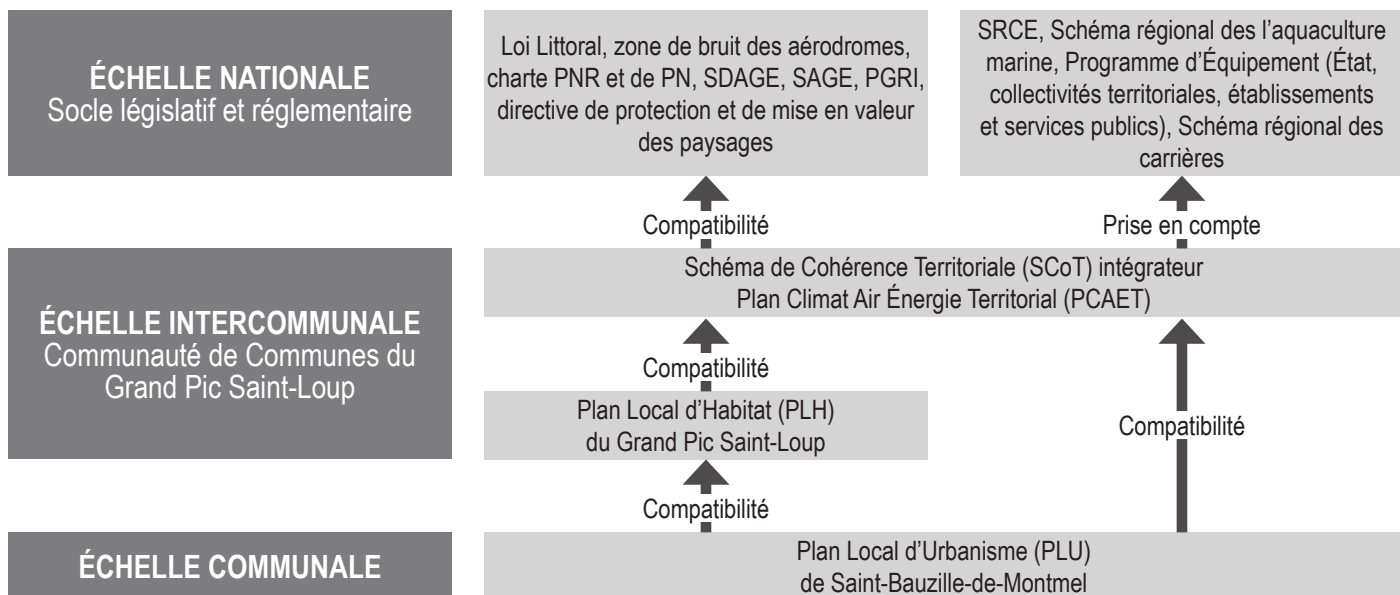 ÉCHELLE NATIONALE
Socle législatif et réglementaire
Loi Littoral, zone de bruit des aérodromes,
charte PNR et de PN, SDAGE, SAGE, PGRI,
directive de protection et de mise en valeur
des paysages
SRCE, Schéma régional des l’aquaculture
marine, Programme d’Équipement (État,
collectivités territoriales, établissements
et services publics), Schéma régional des
carrières
Compatibilité
Prise en compte
ÉCHELLE INTERCOMMUNALE
Communauté de Communes du
Grand Pic Saint-Loup
Schéma de Cohérence Territoriale (SCoT) intégrateur
Plan Climat Air Énergie Territorial (PCAET)
Compatibilité
Plan Local d’Habitat (PLH)
du Grand Pic Saint-Loup
Compatibilité
Compatibilité
ÉCHELLE COMMUNALE
Plan Local d’Urbanisme (PLU)
de Saint-Bauzille-de-Montmel